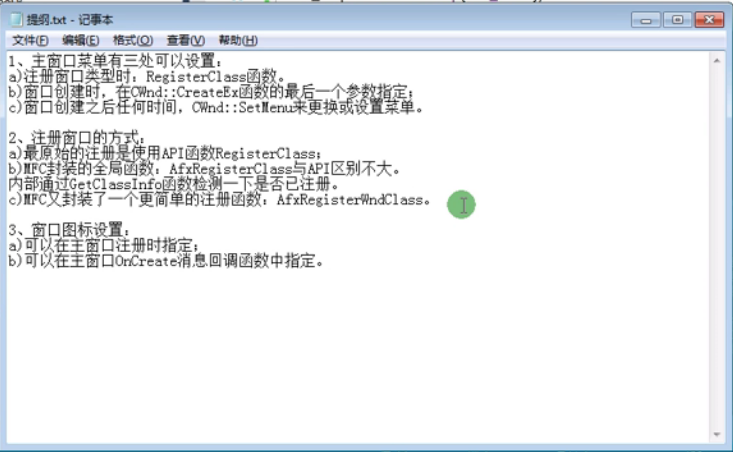 提纲.txt - 记事本
文件(F) 编辑(E) 格式(O) 查看(V) 帮助(H)
1、主窗口菜单有三处可以设置：
a)注册窗口类型时：RegisterClass函数。
b)窗口创建时，在CWnd::CreateEx函数的最后一个参数指定；
c)窗口创建之后任何时间，CWnd::SetMenu来更换或设置菜单。
2、注册窗口的方式：
a)最原始的注册是使用API函数RegisterClass；
b)MFC封装的全局函数：AfxRegisterClass与API区别不大。
内部通过GetClassInfo函数检测一下是否已注册。
c)MFC又封装了一个更简单的注册函数：AfxRegisterWndClass。
3、窗口图标设置：
a)可以在主窗口注册时指定；
b)可以在主窗口OnCreate消息回调函数中指定。